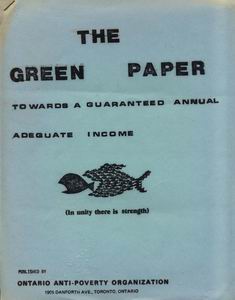 THE
GREEN PAPER
TOWARDS A GUARANTEED ANNUAL
ADEQUATE INCOME
(In unity there is strength)
PUBLISHED BY
ONTARIO ANTI-POVERTY ORGANIZATION
1905 DANFORTH AVE., TORONTO, ONTARIO